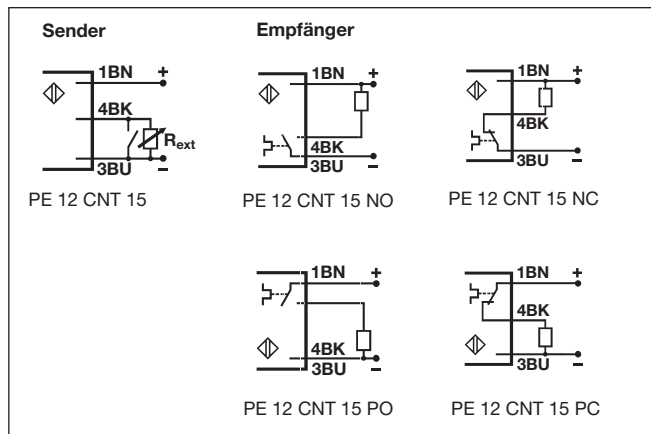 Sender
1BN +
4BK
Rext
3BU –
PE 12 CNT 15
Empfänger
1BN +
4BK
3BU –
PE 12 CNT 15 NO
1BN +
4BK
3BU –
PE 12 CNT 15 NC
1BN +
4BK
3BU –
PE 12 CNT 15 PO
1BN +
4BK
3BU –
PE 12 CNT 15 PC